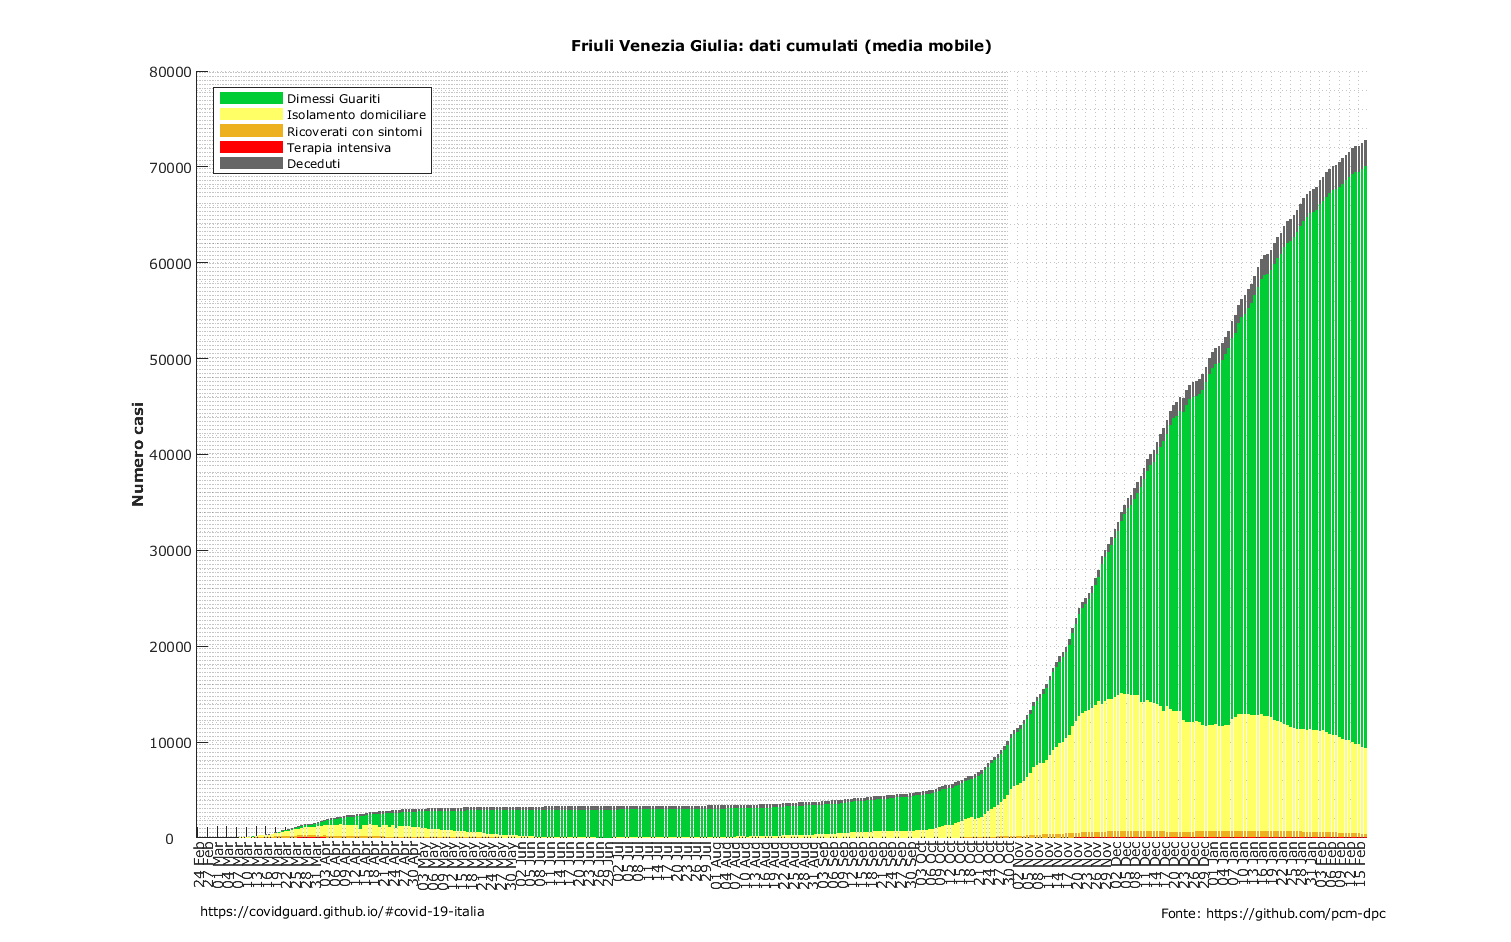 Friuli Venezia Giulia: dati cumulati (media mobile)
80000
70000
60000
50000
40000
30000
20000
10000
0
Numero casi
Dimessi Guariti
Isolamento domiciliare
Ricoverati con sintomi
Terapia intensiva
Deceduti
24 Feb
01 Mar
04 Mar
07 Mar
10 Mar
13 Mar
16 Mar
19 Mar
22 Mar
25 Mar
28 Mar
31 Mar
03 Apr
06 Apr
09 Apr
12 Apr
15 Apr
18 Apr
21 Apr
24 Apr
27 Apr
30 Apr
03 May
06 May
09 May
12 May
15 May
18 May
21 May
24 May
27 May
30 May
02 Jun
05 Jun
08 Jun
11 Jun
14 Jun
17 Jun
20 Jun
23 Jun
26 Jun
29 Jun
02 Jul
05 Jul
08 Jul
11 Jul
14 Jul
17 Jul
20 Jul
23 Jul
26 Jul
29 Jul
01 Aug
04 Aug
07 Aug
10 Aug
13 Aug
16 Aug
19 Aug
22 Aug
25 Aug
28 Aug
31 Aug
03 Sep
06 Sep
09 Sep
12 Sep
15 Sep
18 Sep
21 Sep
24 Sep
27 Sep
30 Sep
03 Oct
06 Oct
09 Oct
12 Oct
15 Oct
18 Oct
21 Oct
24 Oct
27 Oct
30 Oct
02 Nov
05 Nov
08 Nov
11 Nov
14 Nov
17 Nov
20 Nov
23 Nov
26 Nov
29 Nov
02 Dec
05 Dec
08 Dec
11 Dec
14 Dec
17 Dec
20 Dec
23 Dec
26 Dec
29 Dec
01 Jan
04 Jan
07 Jan
10 Jan
13 Jan
16 Jan
19 Jan
22 Jan
25 Jan
28 Jan
31 Jan
03 Feb
06 Feb
09 Feb
12 Feb
15 Feb
https://covidguard.github.io/#covid-19-italia
Fonte: https://github.com/pcm-dpc